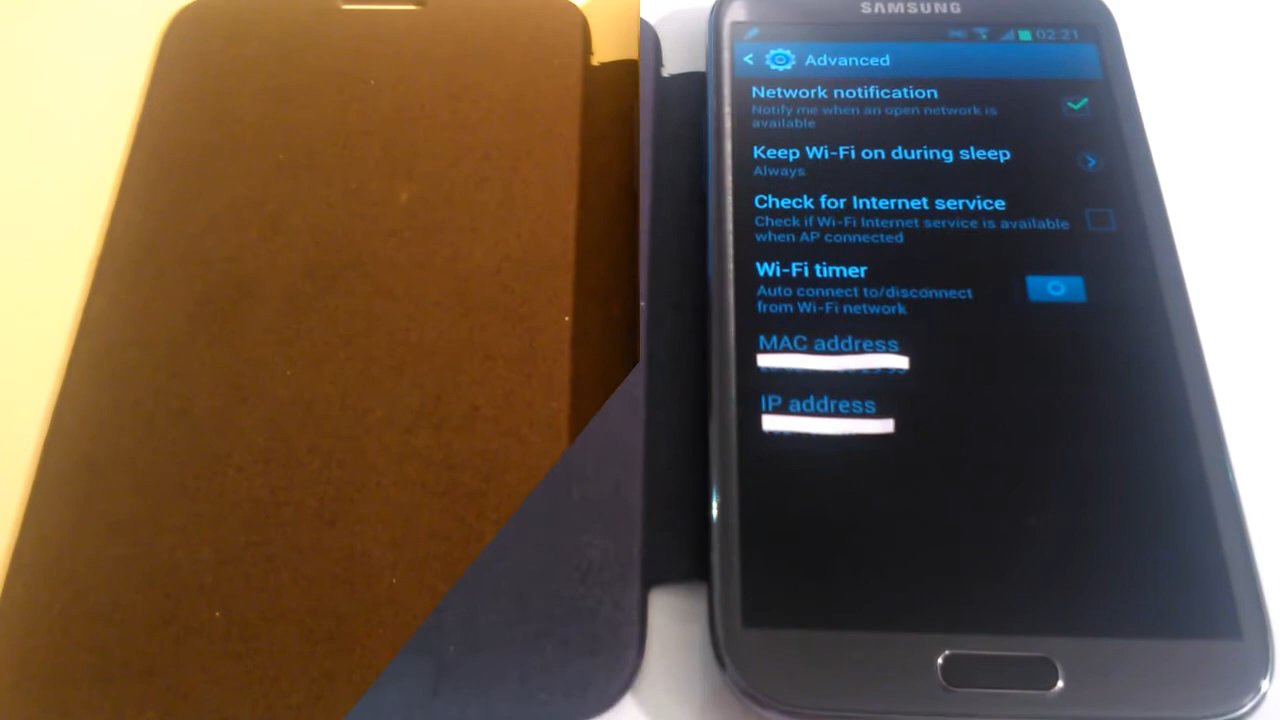 SAMSUNG
02:21
< Advanced
Network notification
Notify me when an open network is
available
Keep Wi-Fi on during sleep
Always
Check for Internet service
Check if Wi-Fi Internet service is available
when AP connected
Wi-Fi timer
Auto connect to/disconnect
from Wi-Fi network
MAC address
IP address